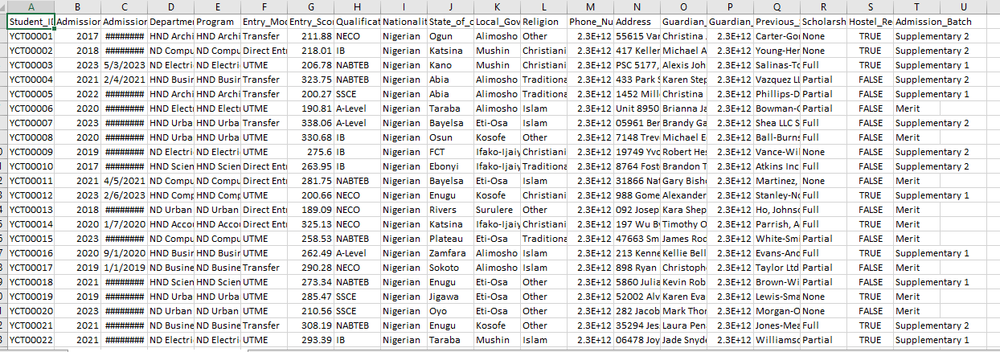 A B C D E F G H I J K L M N O P Q R S T U
Student_ID Admission Admission Departme Program Entry_Mod Entry_Scor Qualificat Nationalit State_of_o Local_Gov Religion Phone_Nu Address Guardian_ Guardian_ Previous_ Scholarsh Hostel_Re Admission_Batch
YCT00001 2017 ######## HND Archi HND Archi Transfer 211.88 NECO Nigerian Ogun Alimosho Other 2.3E+12 55615 Var Christina 2.3E+12 Carter-Gor None TRUE Supplementary 2
YCT00002 2018 ######## ND Compu ND Compu Direct Ent 218.01 IB Nigerian Katsina Mushin Christiani 2.3E+12 417 Keller Michael A 2.3E+12 Young-Her None TRUE Supplementary 2
YCT00003 2023 5/3/2023 ND Electri ND Electri UTME 206.78 NABTEB Nigerian Kano Mushin Christiani 2.3E+12 PSC 5177, Alexis Joh 2.3E+12 Salinas-To Full TRUE Supplementary 1
YCT00004 2021 2/4/2021 HND Busir HND Busir Transfer 323.75 NABTEB Nigerian Abia Alimosho Traditiona 2.3E+12 433 Park S Karen Step 2.3E+12 Vazquez LL Partial FALSE Supplementary 2
YCT00005 2022 ######## HND Archi HND Archi Transfer 200.27 SSCE Nigerian Abia Alimosho Traditiona 2.3E+12 1452 Mill Christina 2.3E+12 Phillips-D Partial FALSE Supplementary 1
YCT00006 2020 ######## HND Elect HND Elect UTME 190.81 A-Level Nigerian Taraba Alimosho Islam 2.3E+12 Unit 8950 Brianna Ja 2.3E+12 Bowman-C Partial FALSE Merit
YCT00007 2023 ######## HND Urba HND Urba Transfer 338.06 A-Level Nigerian Bayelsa Eti-Osa Islam 2.3E+12 05961 Ber Brandy Ga 2.3E+12 Shea LLC S Full FALSE Supplementary 1
YCT00008 2020 ######## HND Urba HND Urba UTME 330.68 IB Nigerian Osun Kosofe Other 2.3E+12 7148 Trev Michael E 2.3E+12 Ball-Burns Full FALSE Merit
YCT00009 2019 ######## ND Electri ND Electri UTME 275.6 IB Nigerian FCT Ifako-Ijaiy Christiani 2.3E+12 19749 Yvo Robert Hes 2.3E+12 Vance-Wil None FALSE Supplementary 2
YCT00010 2017 ######## HND Scien HND Scien Direct Ent 263.95 IB Nigerian Ebonyi Ifako-Ijaiy Traditiona 2.3E+12 8764 Fost Brandon T 2.3E+12 Atkins Inc Full FALSE Supplementary 2
YCT00011 2021 4/5/2021 ND Compu ND Compu Direct Ent 281.75 NABTEB Nigerian Bayelsa Eti-Osa Islam 2.3E+12 31866 Nat Gary Bish 2.3E+12 Martinez, None FALSE Merit
YCT00012 2023 2/6/2023 HND Comp HND Comp UTME 200.66 NECO Nigerian Enugu Kosofe Christiani 2.3E+12 988 Gome Alexander 2.3E+12 Stanley-No Full TRUE Supplementary 1
YCT00013 2018 ######## ND Urban ND Urban Direct Ent 189.09 NECO Nigerian Rivers Surulere Other 2.3E+12 092 Josep Kara Shep 2.3E+12 Ho, Johnso Full FALSE Merit
YCT00014 2020 1/7/2020 HND Acco HND Acco Direct Ent 325.13 NECO Nigerian Katsina Ifako-Ijaiy Christiani 2.3E+12 197 Wu B Timothy O 2.3E+12 Parrish, A Full TRUE Merit
YCT00015 2023 ######## ND Compu ND Compu UTME 258.53 NABTEB Nigerian Plateau Eti-Osa Traditiona 2.3E+12 47663 Sm James Rod 2.3E+12 White-Smi Partial FALSE Merit
YCT00016 2020 9/1/2020 HND Busir HND Busir UTME 262.49 A-Level Nigerian Zamfara Alimosho Islam 2.3E+12 213 Kenne Kellie Bell 2.3E+12 Evans-And Full TRUE Supplementary 1
YCT00017 2019 1/1/2019 ND Busine ND Busine Transfer 290.28 NECO Nigerian Sokoto Alimosho Islam 2.3E+12 898 Ryan Christoph 2.3E+12 Taylor Ltd Partial FALSE Merit
YCT00018 2021 ######## HND Scien HND Scien UTME 273.34 NABTEB Nigerian Enugu Eti-Osa Other 2.3E+12 5860 Julia Kevin Rob 2.3E+12 Brown-Wi Partial FALSE Supplementary 1
YCT00019 2019 ######## HND Urba HND Urba UTME 285.47 SSCE Nigerian Jigawa Eti-Osa Other 2.3E+12 52002 Alv Karen Eva 2.3E+12 Lewis-Sma None TRUE Merit
YCT00020 2023 ######## ND Urban ND Urban UTME 210.56 SSCE Nigerian Oyo Eti-Osa Other 2.3E+12 282 Jacob Mark Thor 2.3E+12 Morgan-O None FALSE Merit
YCT00021 2021 ######## ND Busine ND Busine Transfer 308.19 NABTEB Nigerian Enugu Kosofe Other 2.3E+12 35294 Jes Laura Pen 2.3E+12 Jones-Mea Full TRUE Supplementary 2
YCT00022 2021 ######## ND Electri ND Electri UTME 293.39 IB Nigerian Taraba Mushin Islam 2.3E+12 06478 Joy Jade Snyde 2.3E+12 Williamso Partial TRUE Supplementary 1